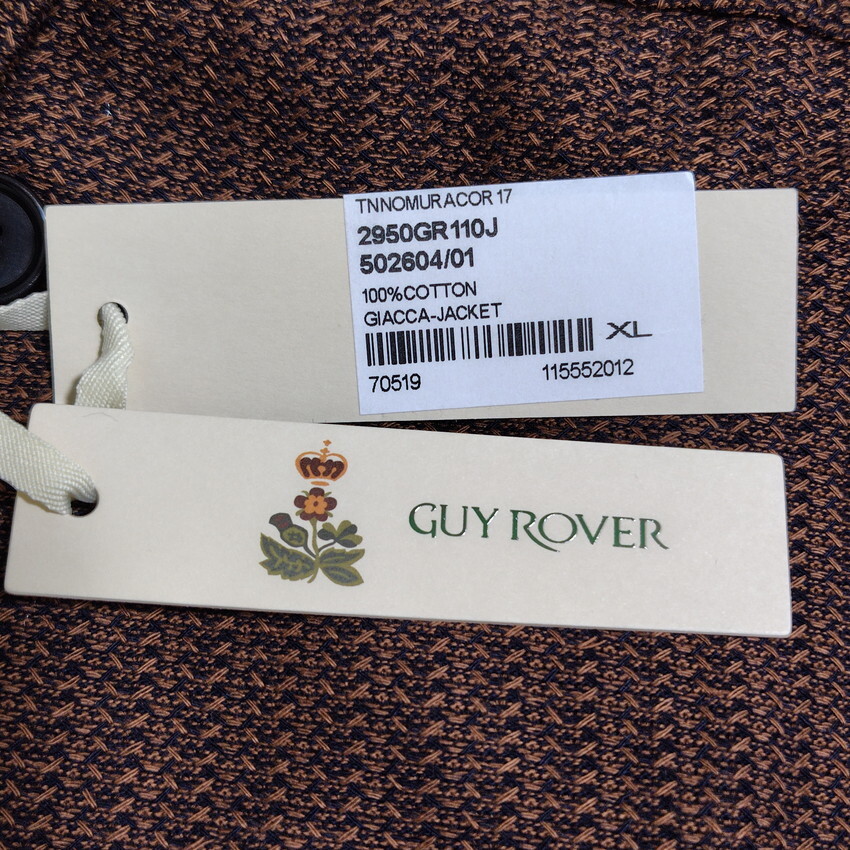 TNNOMURACOR 17
2950GR110J
502604/01
100%COTTON
GIACCA-JACKET
XL
70519 115552012
GUY ROVER